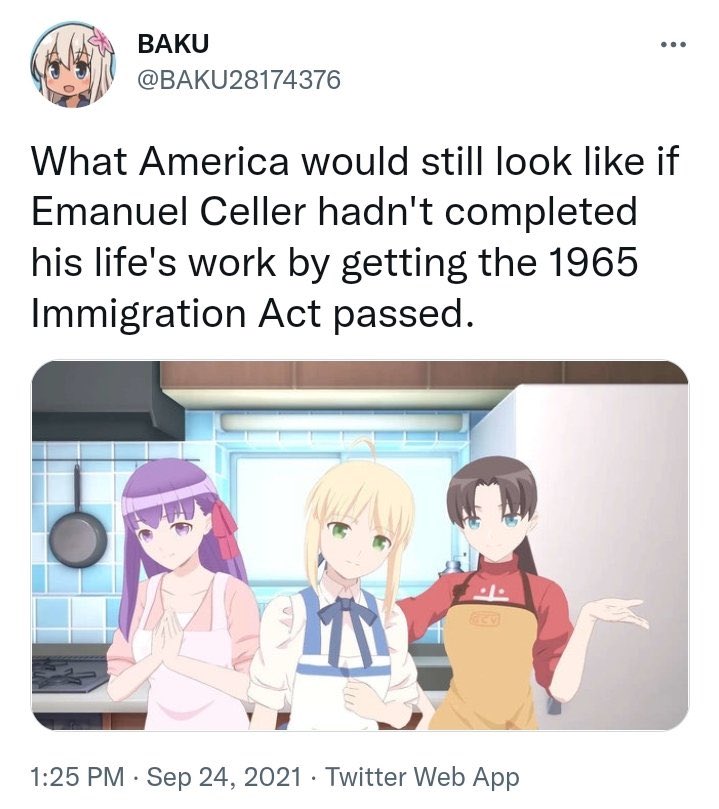 BAKU
@BAKU28174376
What America would still look like if
Emanuel Celler hadn't completed
his life's work by getting the 1965
Immigration Act passed.
1:25 PM · Sep 24, 2021 · Twitter Web App